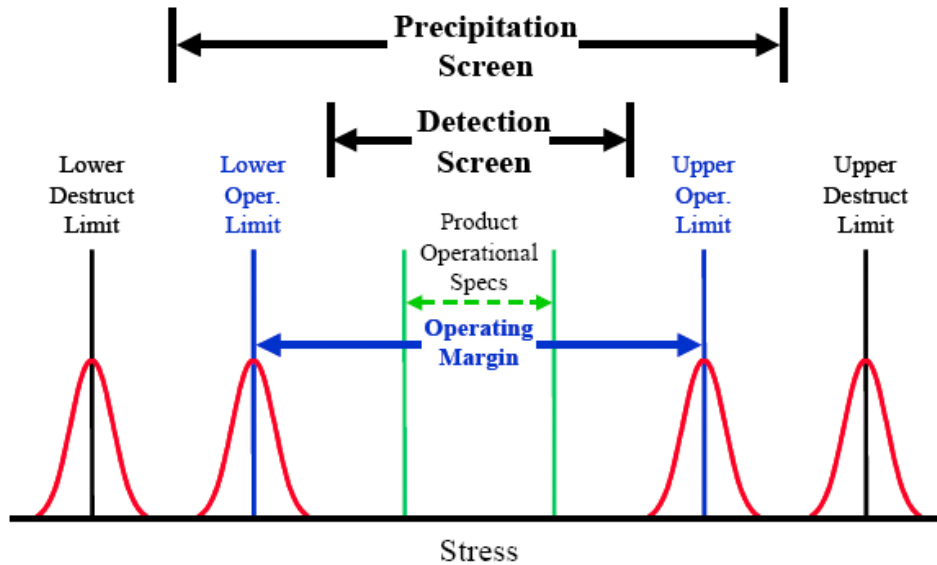 Precipitation
Screen
Detection
Screen
Lower
Destruct
Limit
Lower
Oper.
Limit
Product
Operational
Specs
Upper
Oper.
Limit
Upper
Destruct
Limit
Operating
Margin
Stress